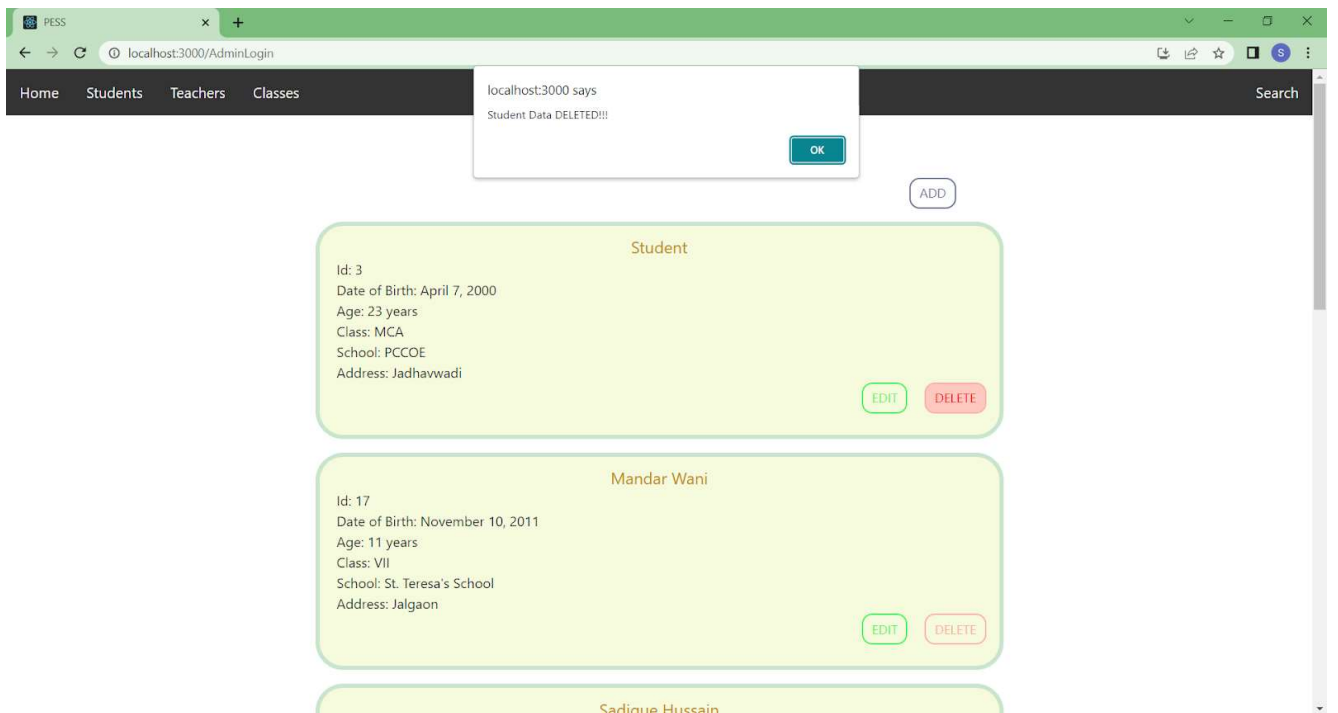 PESS
localhost:3000/AdminLogin
S
Home Students Teachers Classes Search
localhost:3000 says
Student Data DELETED!!!
OK
ADD
Student
Id: 3
Date of Birth: April 7, 2000
Age: 23 years
Class: MCA
School: PCCOE
Address: Jadhavwadi
EDIT DELETE
Mandar Wani
Id: 17
Date of Birth: November 10, 2011
Age: 11 years
Class: VII
School: St. Teresa's School
Address: Jalgaon
EDIT DELETE
Sadique Hussain